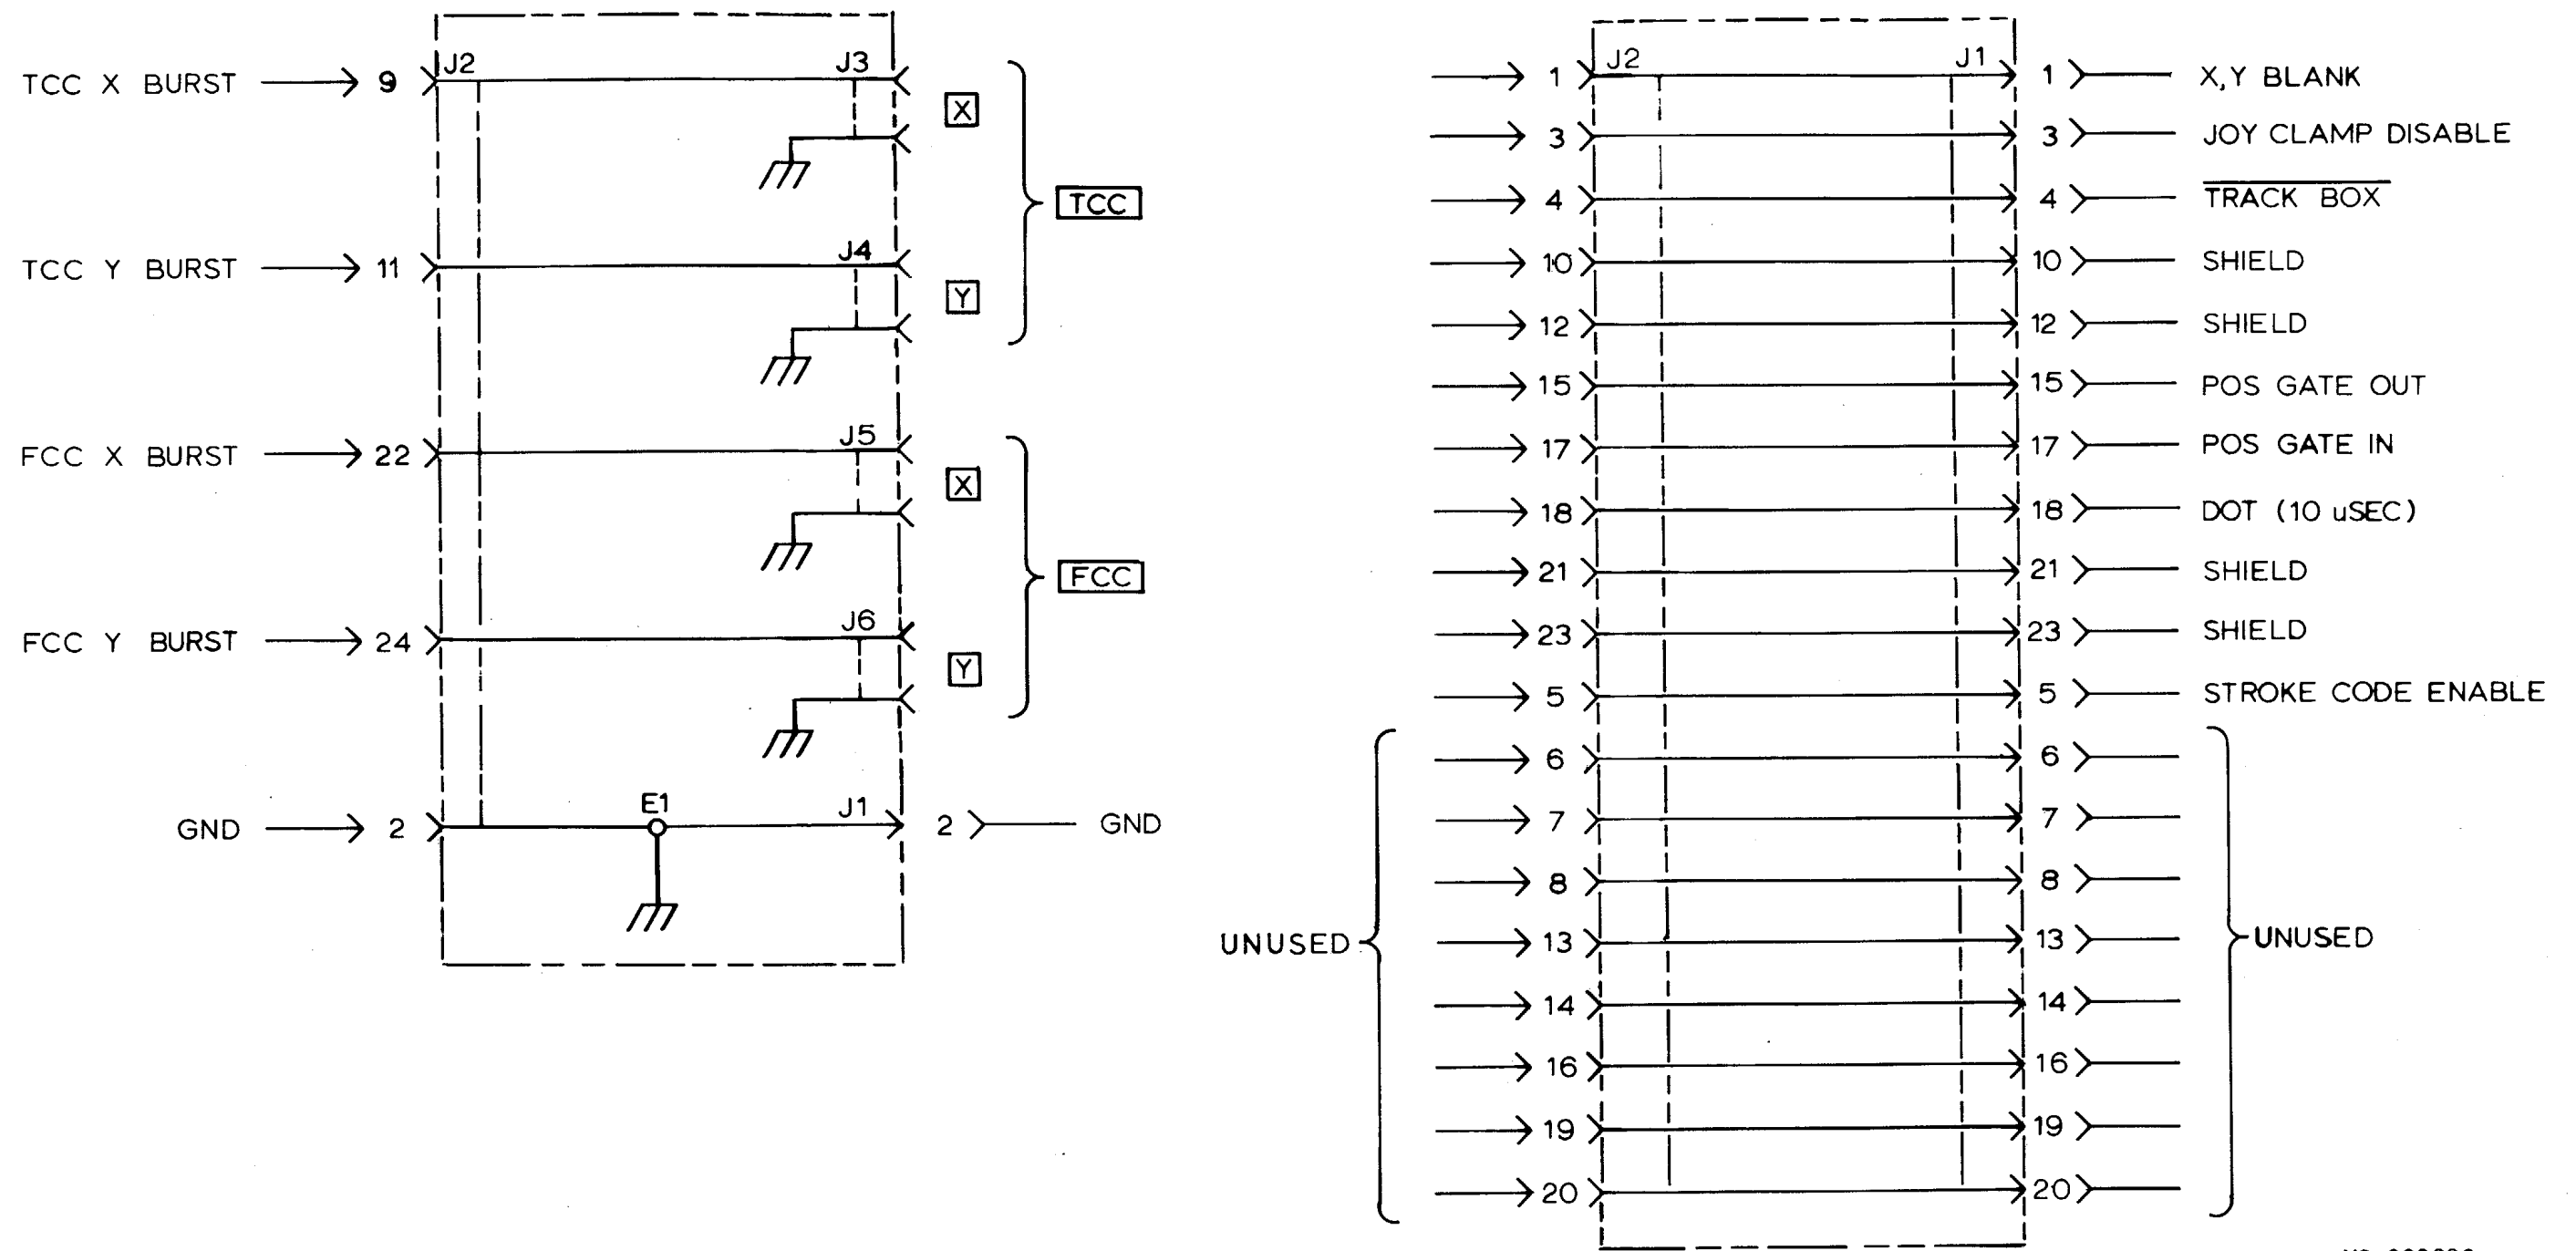 TCC X BURST 9 J2 J3
X
TCC
TCC Y BURST 11 J4
Y
FCC X BURST 22 J5
X
FCC
FCC Y BURST 24 J6
Y
GND 2 E1 J1 2 GND
1 J2 J1 1 X,Y BLANK
3 3 JOY CLAMP DISABLE
4 4 TRACK BOX
10 10 SHIELD
12 12 SHIELD
15 15 POS GATE OUT
17 17 POS GATE IN
18 18 DOT (10 uSEC)
21 21 SHIELD
23 23 SHIELD
5 5 STROKE CODE ENABLE
6 6
7 7
8 8
UNUSED 13 13 UNUSED
14 14
16 16
19 19
20 20